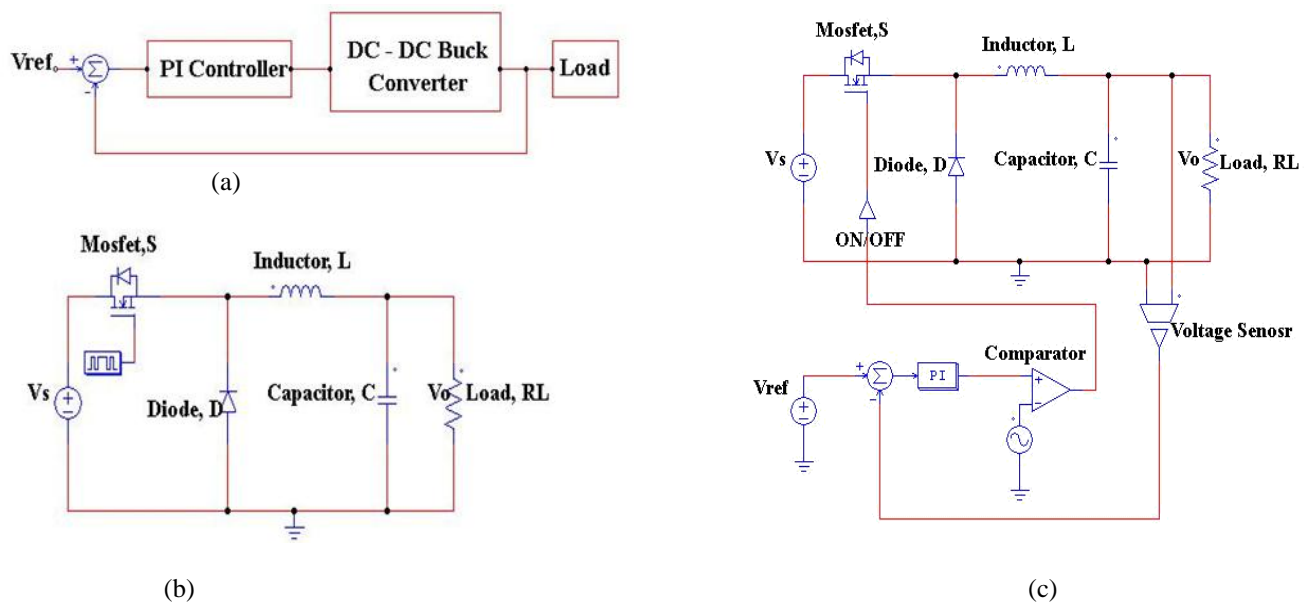 Vref
+
Σ
-
PI Controller
DC - DC Buck
Converter
Load
(a)
Mosfet,S
Inductor, L
Vs
Diode, D
Capacitor, C
Vo
Load, RL
(b)
Mosfet,S
Inductor, L
Vs
Diode, D
Capacitor, C
Vo
Load, RL
ON/OFF
Voltage Senosr
Comparator
Vref
+
Σ
-
PI
+
-
(c)